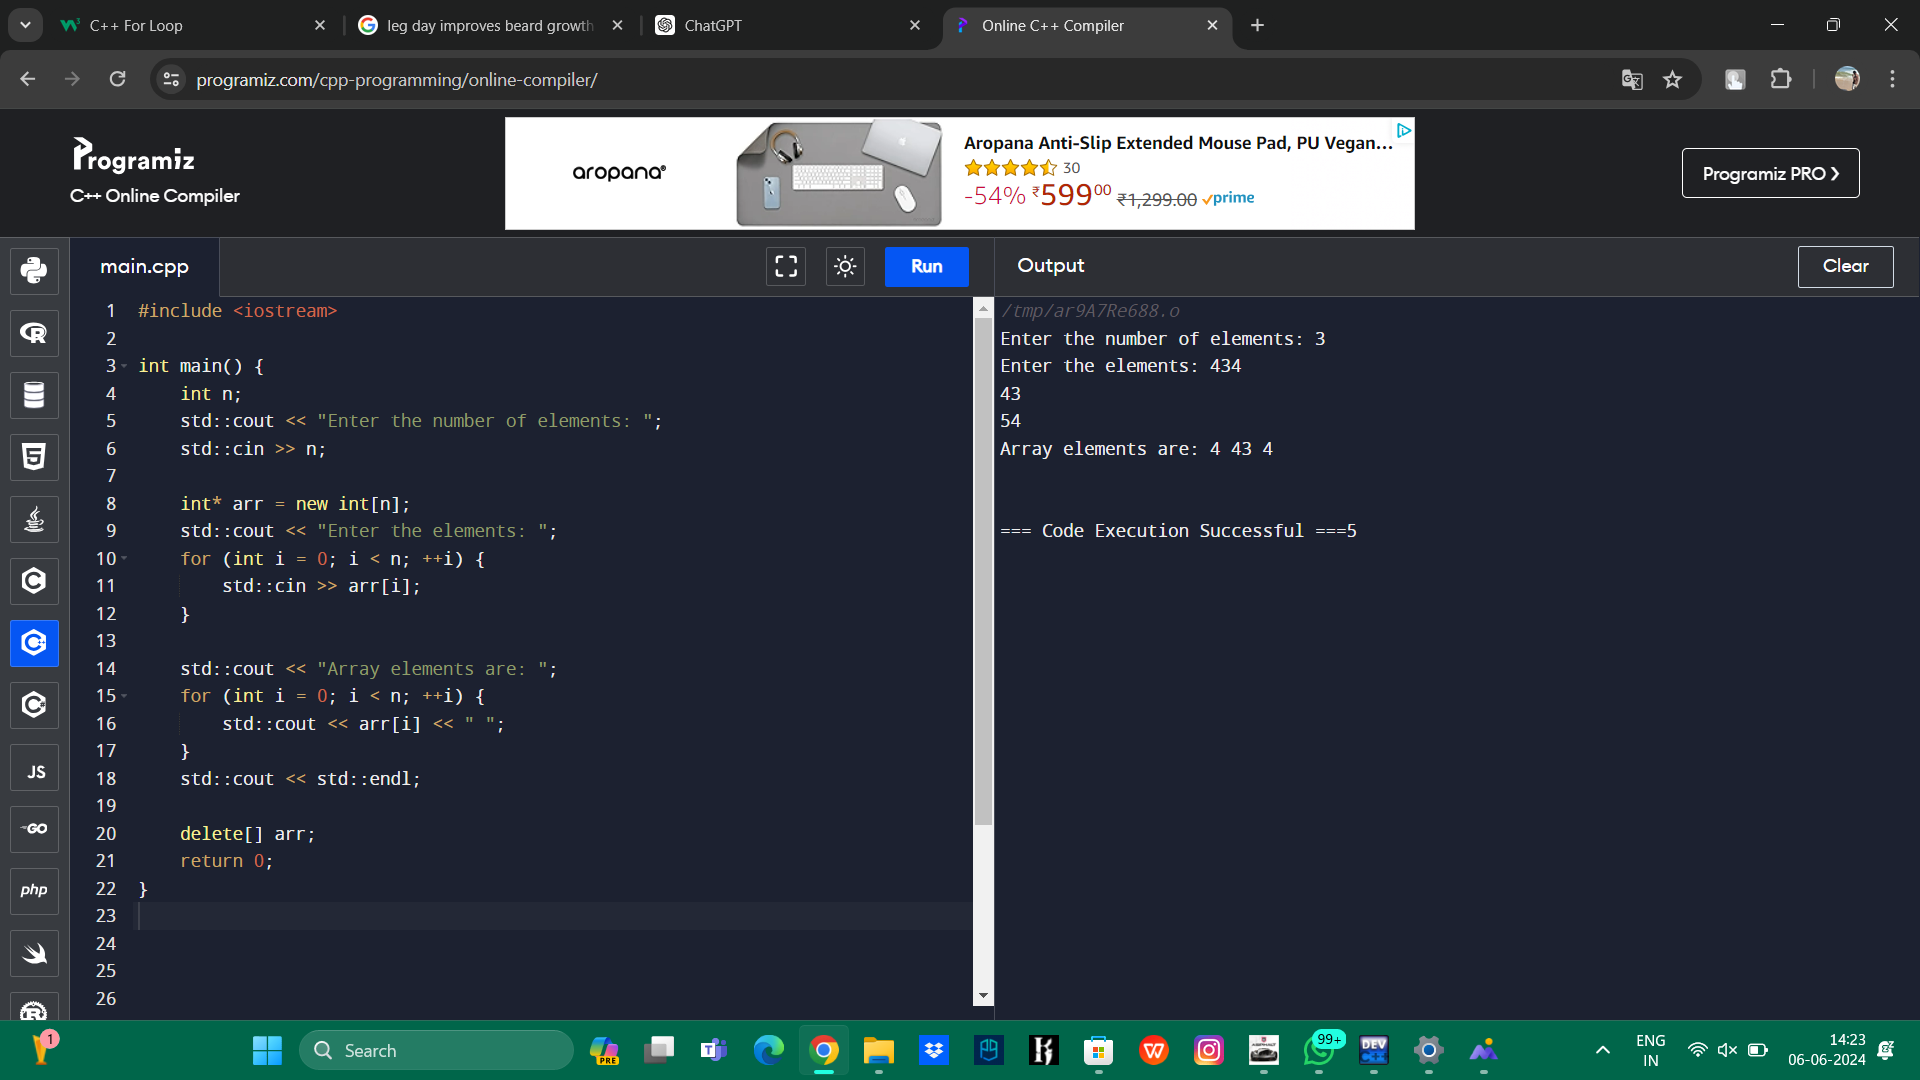 C++ For Loop
leg day improves beard growth
ChatGPT
Online C++ Compiler
programiz.com/cpp-programming/online-compiler/
Programiz
C++ Online Compiler
aropana®
Aropana Anti-Slip Extended Mouse Pad, PU Vegan...
30
-54% ₹59900 ₹1,299.00 prime
Programiz PRO
main.cpp
Run
Output
Clear
1 #include <iostream>
2
3 int main() {
4 int n;
5 std::cout << "Enter the number of elements: ";
6 std::cin >> n;
7
8 int* arr = new int[n];
9 std::cout << "Enter the elements: ";
10 for (int i = 0; i < n; ++i) {
11 std::cin >> arr[i];
12 }
13
14 std::cout << "Array elements are: ";
15 for (int i = 0; i < n; ++i) {
16 std::cout << arr[i] << " ";
17 }
18 std::cout << std::endl;
19
20 delete[] arr;
21 return 0;
22 }
23
24
25
26
/tmp/ar9A7Re688.o
Enter the number of elements: 3
Enter the elements: 434
43
54
Array elements are: 4 43 4
=== Code Execution Successful ===5
JS
GO
php
1
Search
PRE
99+
DEV
ENG
IN
14:23
06-06-2024